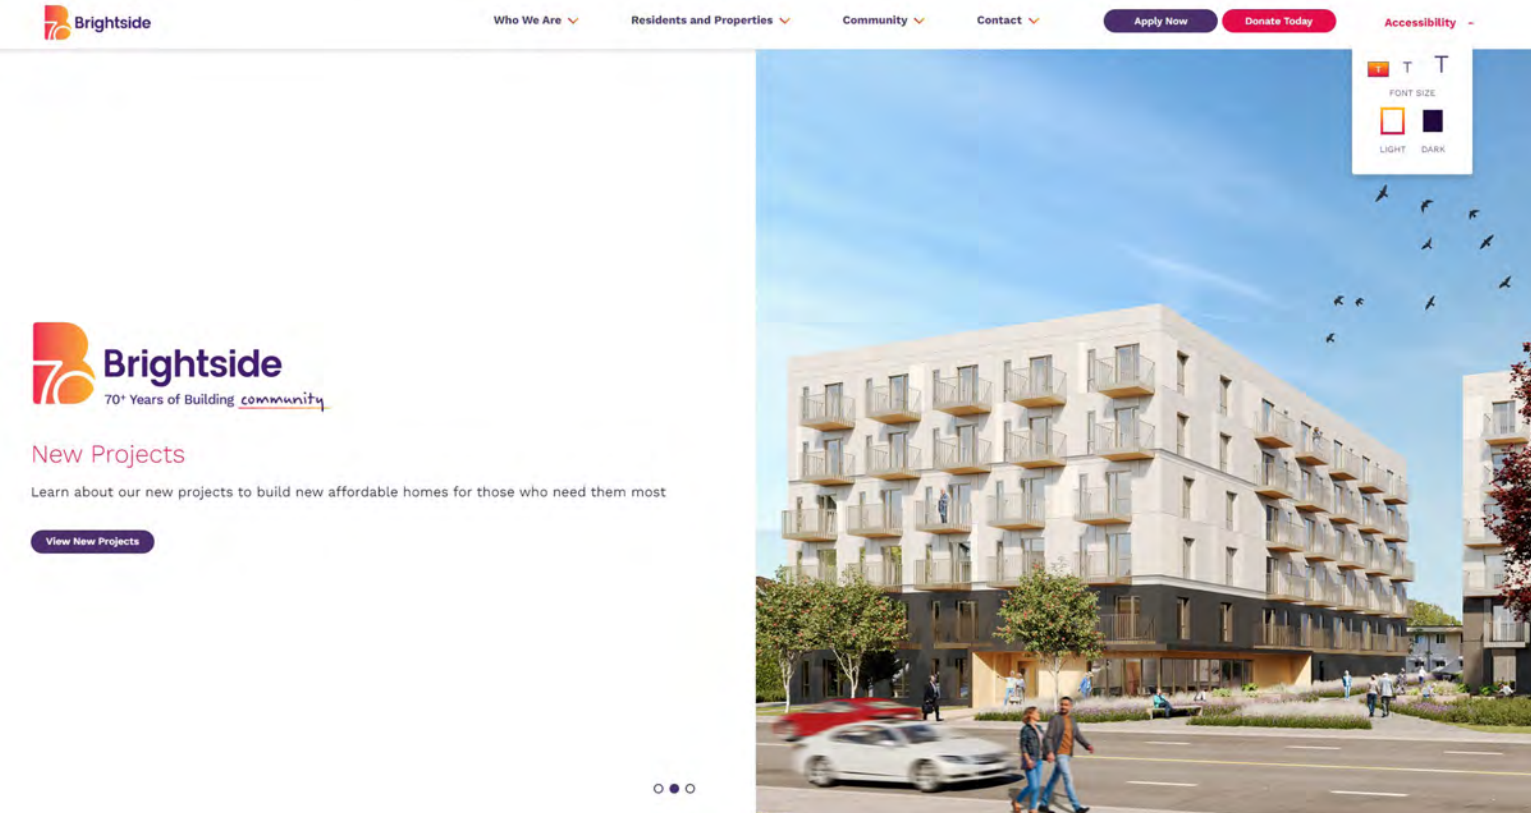 70 Brightside
Who We Are
Residents and Properties
Community
Contact
Apply Now
Donate Today
Accessibility -
T T T
FONT SIZE
LIGHT DARK
70 Brightside
70+ Years of Building community
New Projects
Learn about our new projects to build new affordable homes for those who need them most
View New Projects